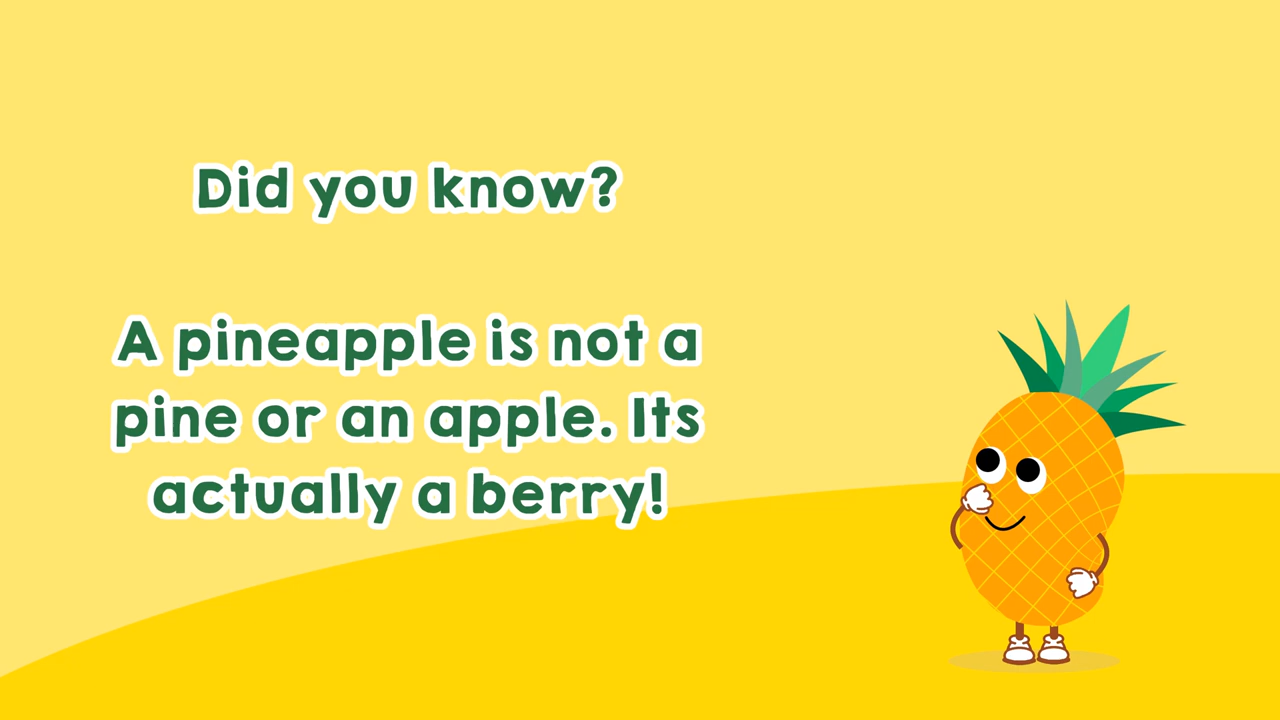 Did you know?
A pineapple is not a
pine or an apple. Its
actually a berry!